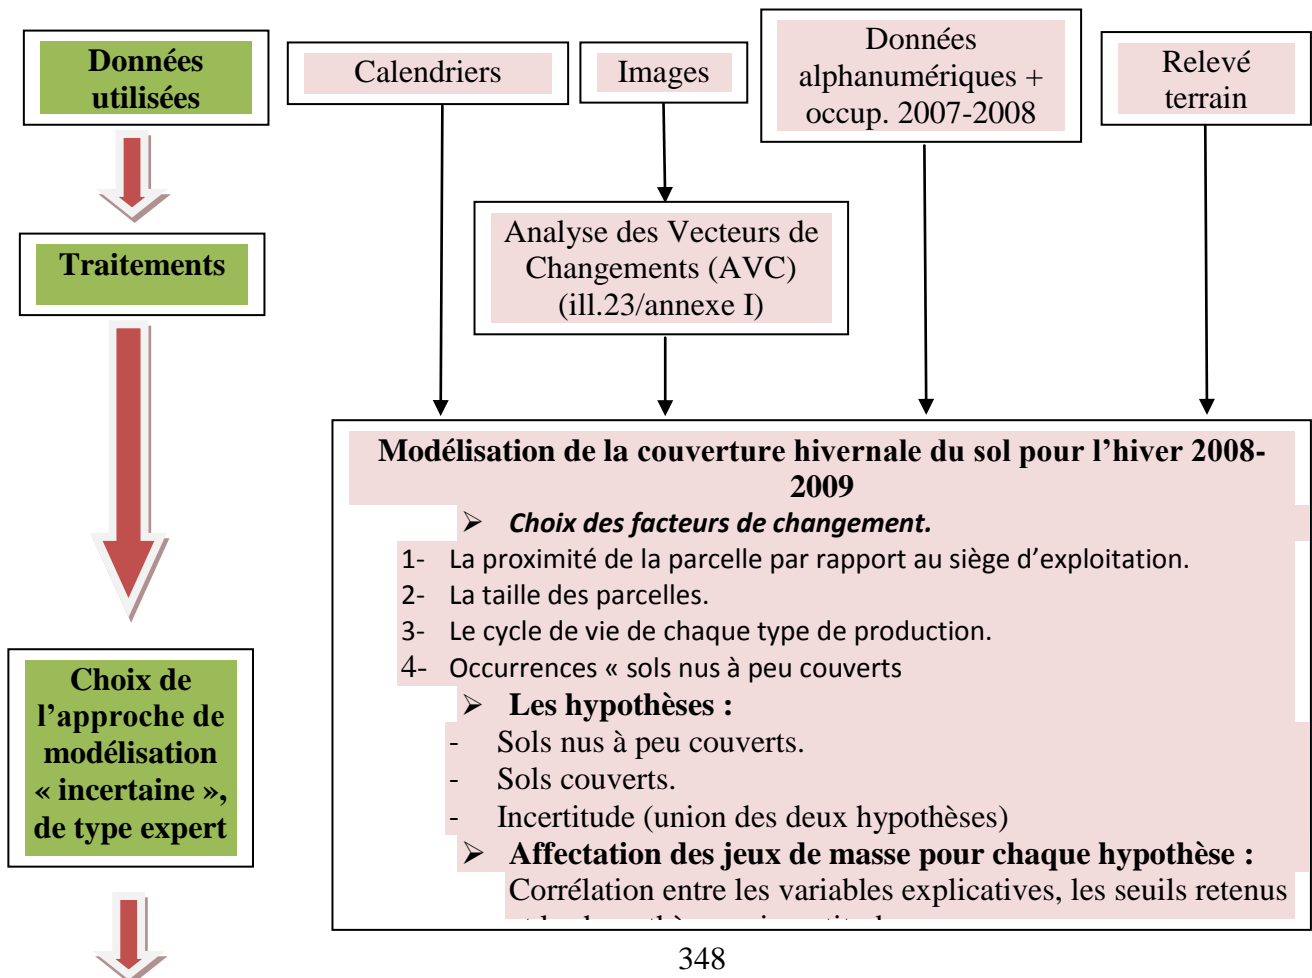 Données
utilisées
Calendriers
Images
Données
alphanumériques +
occup. 2007-2008
Relevé
terrain
Traitements
Analyse des Vecteurs de
Changements (AVC)
(ill.23/annexe I)
Choix de
l’approche de
modélisation
« incertaine »,
de type expert
Modélisation de la couverture hivernale du sol pour l’hiver 2008-
2009
➢ Choix des facteurs de changement.
1- La proximité de la parcelle par rapport au siège d’exploitation.
2- La taille des parcelles.
3- Le cycle de vie de chaque type de production.
4- Occurrences « sols nus à peu couverts
➢ Les hypothèses :
- Sols nus à peu couverts.
- Sols couverts.
- Incertitude (union des deux hypothèses)
➢ Affectation des jeux de masse pour chaque hypothèse :
Corrélation entre les variables explicatives, les seuils retenus
348